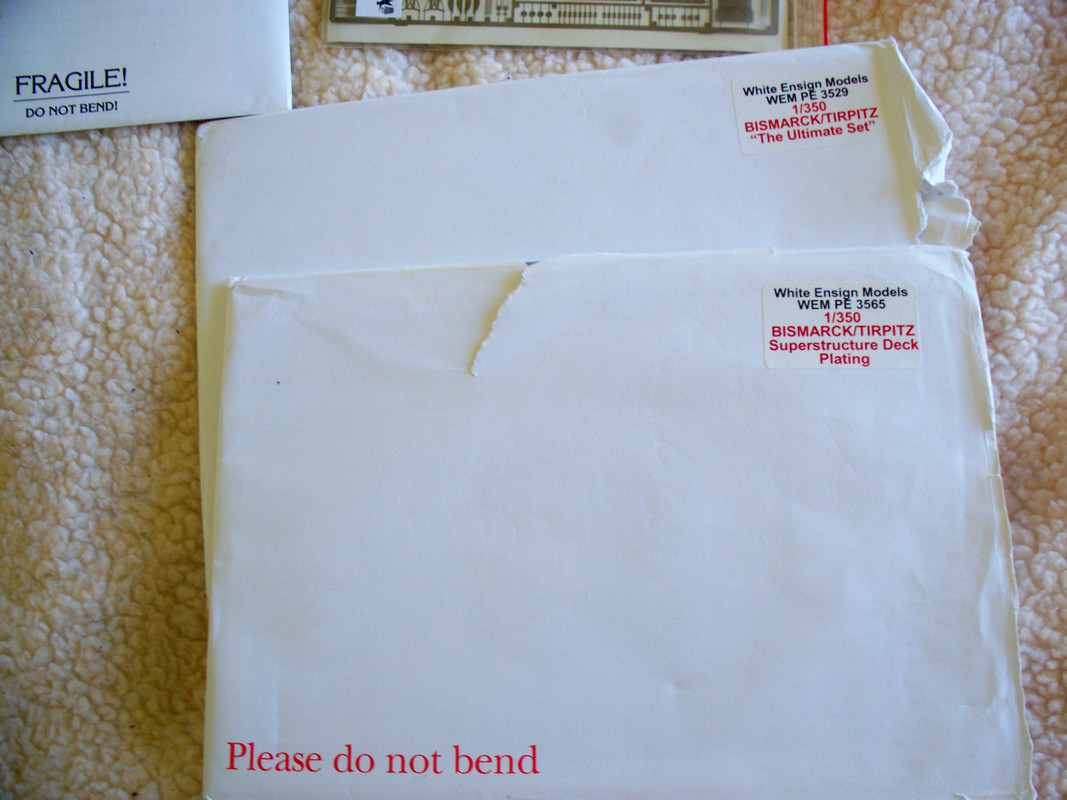 FRAGILE!
DO NOT BEND!
White Ensign Models
WEM PE 3529
1/350
BISMARCK/TIRPITZ
“The Ultimate Set”
White Ensign Models
WEM PE 3565
1/350
BISMARCK/TIRPITZ
Superstructure Deck
Plating
Please do not bend